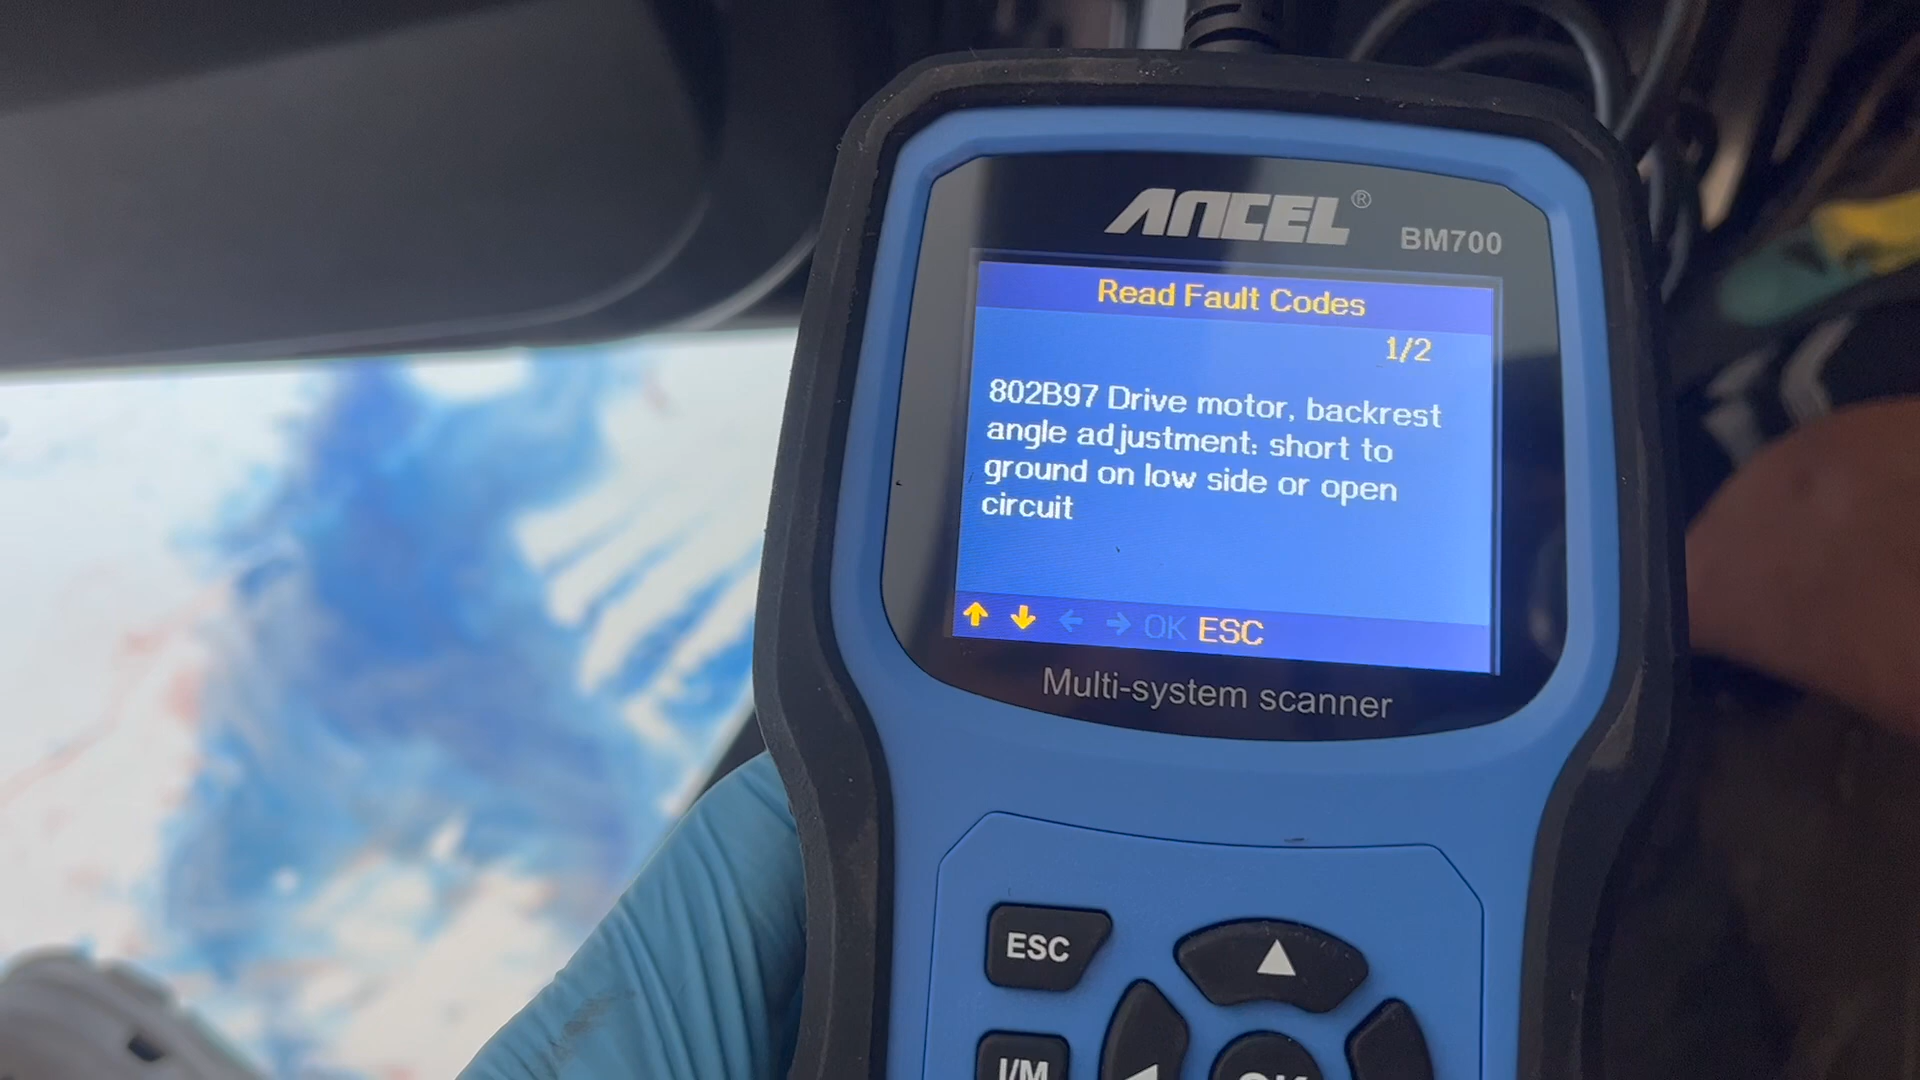 ANCEL®
BM700
Read Fault Codes
1/2
802B97 Drive motor, backrest
angle adjustment: short to
ground on low side or open
circuit
OK ESC
Multi-system scanner
ESC
I/M
OK